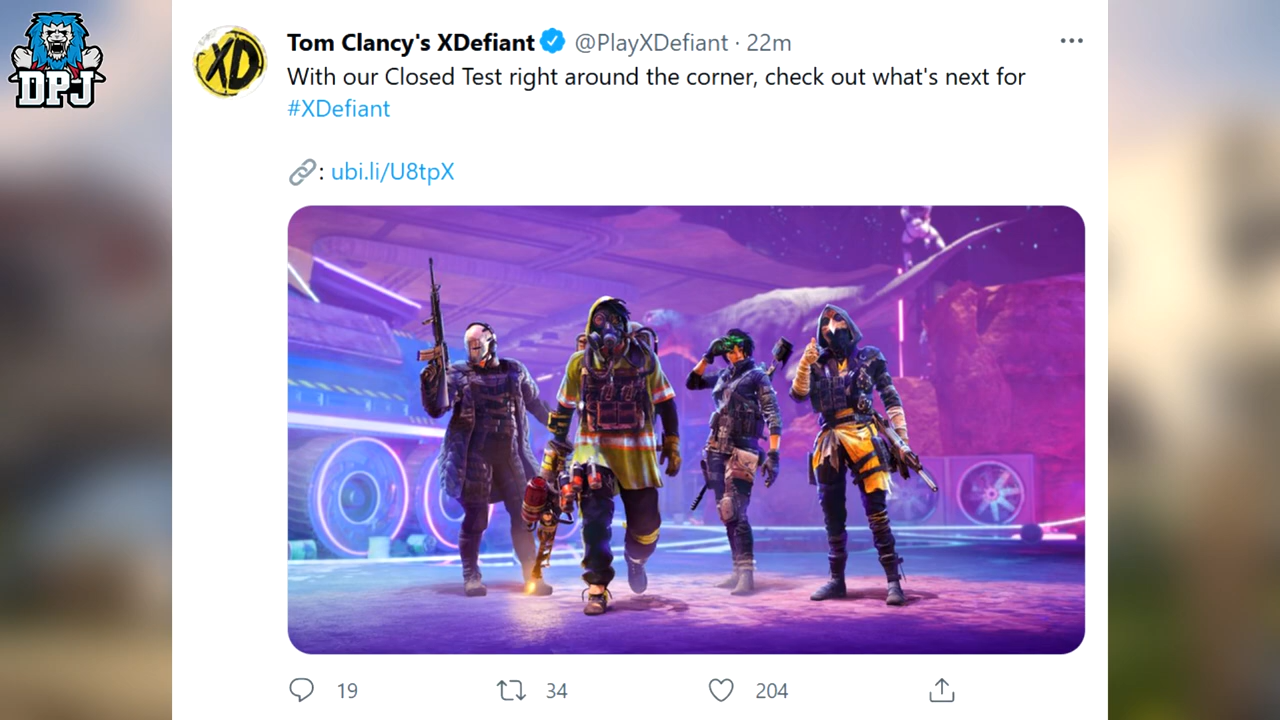 DPJ
XD
Tom Clancy's XDefiant @PlayXDefiant · 22m
With our Closed Test right around the corner, check out what's next for
#XDefiant
: ubi.li/U8tpX
19 34 204